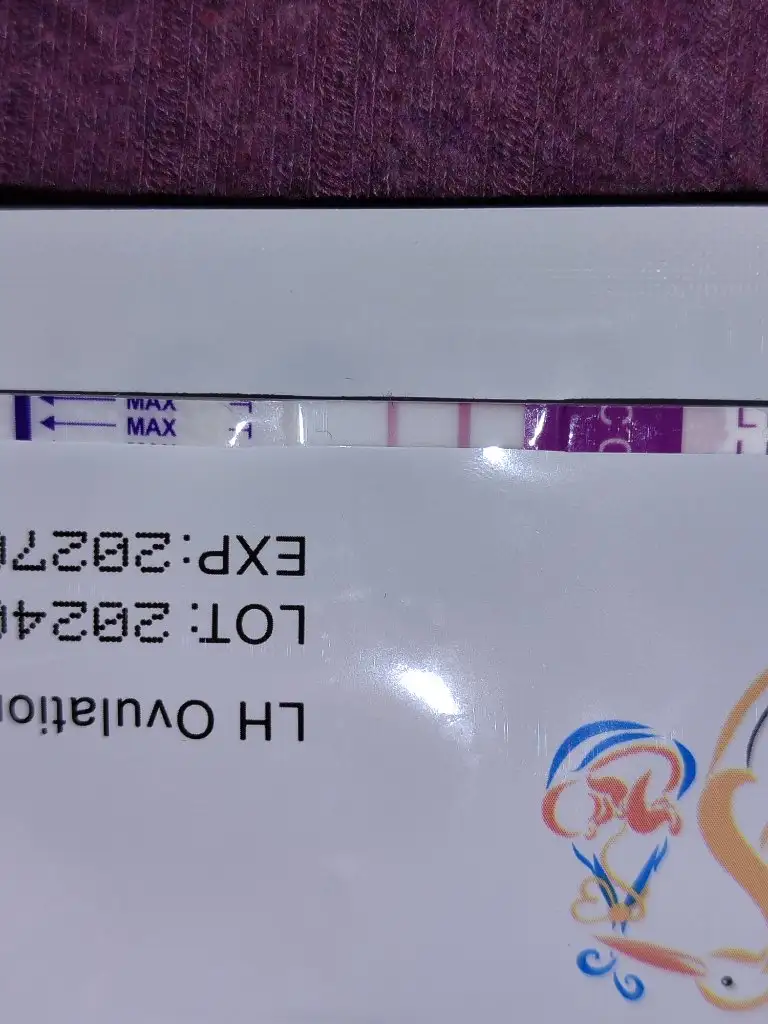 MAX
MAX
LH Ovulatio
LOT: 2024
EXP: 2027